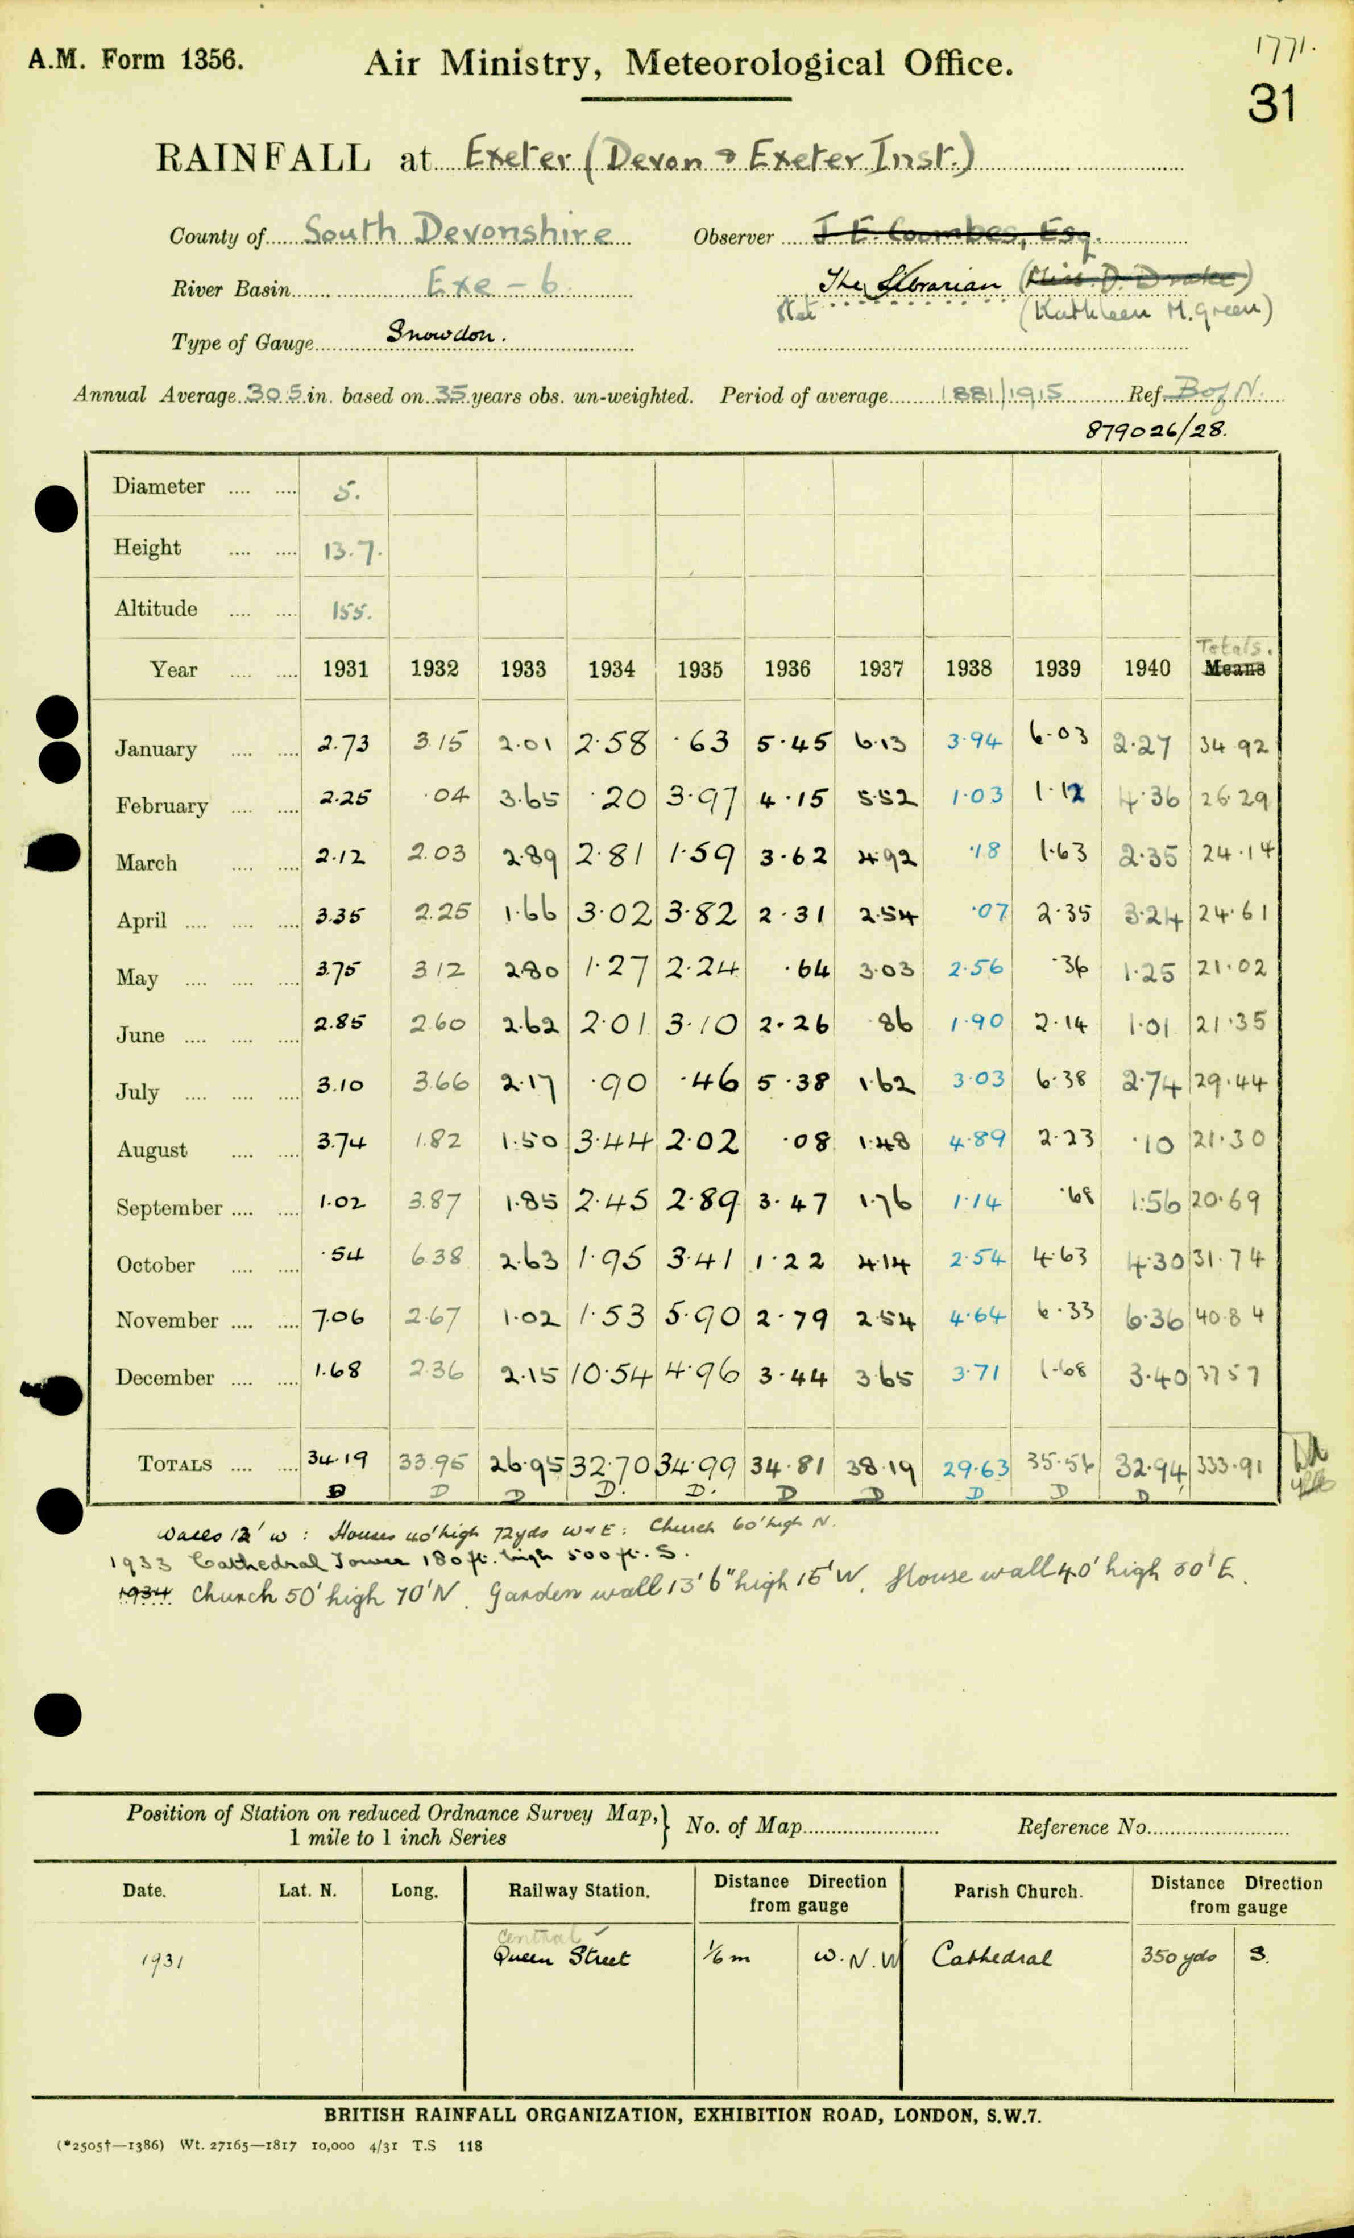 1771.
A.M. Form 1356. Air Ministry, Meteorological Office.
31
RAINFALL at Exeter (Devon & Exeter Inst.)
County of South Devonshire Observer J E. Coombes, Esq.
River Basin Exe - 6 The Librarian (Miss. D. Drake)
Stet (Kathleen M. Green)
Type of Gauge Snowdon.
Annual Average 30.5 in. based on 35 years obs. un-weighted. Period of average 1881/1915 Ref. B of N.
879026/28.
Diameter .... .... 5.
Height .... .... 13.7.
Altitude .... .... 155.
Totals.
Year .... .... 1931 1932 1933 1934 1935 1936 1937 1938 1939 1940 Means
January .... .... 2.73 3.15 2.01 2.58 .63 5.45 6.13 3.94 6.03 2.27 34 92
February .... .... 2.25 .04 3.65 .20 3.97 4.15 5.52 1.03 1.12 4.36 26.29
March .... .... 2.12 2.03 2.89 2.81 1.59 3.62 4.92 .18 1.63 2.35 24.14
April .... .... .... 3.35 2.25 1.66 3.02 3.82 2.31 2.54 .07 2.35 3.24 24.61
May .... .... .... 3.75 3 12 2.80 1.27 2.24 .64 3.03 2.56 .36 1.25 21.02
June .... .... .... 2.85 2.60 2.62 2.01 3.10 2.26 .86 1.90 2.14 1.01 21.35
July .... .... .... 3.10 3.66 2.17 .90 .46 5.38 1.62 3.03 6.38 2.74 29.44
August .... .... 3.74 1.82 1.50 3.44 2.02 .08 1.48 4.89 2.23 .10 21.30
September .... .... 1.02 3.87 1.85 2.45 2.89 3.47 1.76 1.14 .68 1.56 20.69
October .... .... .54 6.38 2.63 1.95 3.41 1.22 4.14 2.54 4.63 4.30 31.74
November .... .... 7.06 2.67 1.02 1.53 5.90 2.79 2.54 4.64 6.33 6.36 40.84
December .... .... 1.68 2.36 2.15 10.54 4.96 3.44 3.65 3.71 1.68 3.40 37 57
TOTALS .... .... 34.19 33.95 26.95 32.70 34.99 34.81 38.19 29.63 35.56 32.94 333.91
D D D D. D. D D D D D
Walls 12' W : Houses 40' high 72yds W & E : Church 60' high N.
1933 Cathedral Tower 180 ft. high 500 ft. S.
1934 Church 50' high 70' N. Garden wall 13' 6" high 15' W. House wall 40' high 50' E.
Position of Station on reduced Ordnance Survey Map,
1 mile to 1 inch Series } No. of Map Reference No.
Date. Lat. N. Long. Railway Station. Distance Direction from gauge Parish Church. Distance Direction from gauge
Central ✓
1931 Queen Street 1/6 m W.N.W Cathedral 350 yds S.
BRITISH RAINFALL ORGANIZATION, EXHIBITION ROAD, LONDON, S.W.7.
(*2505†—1386) Wt. 27165—1817 10,000 4/31 T.S 118